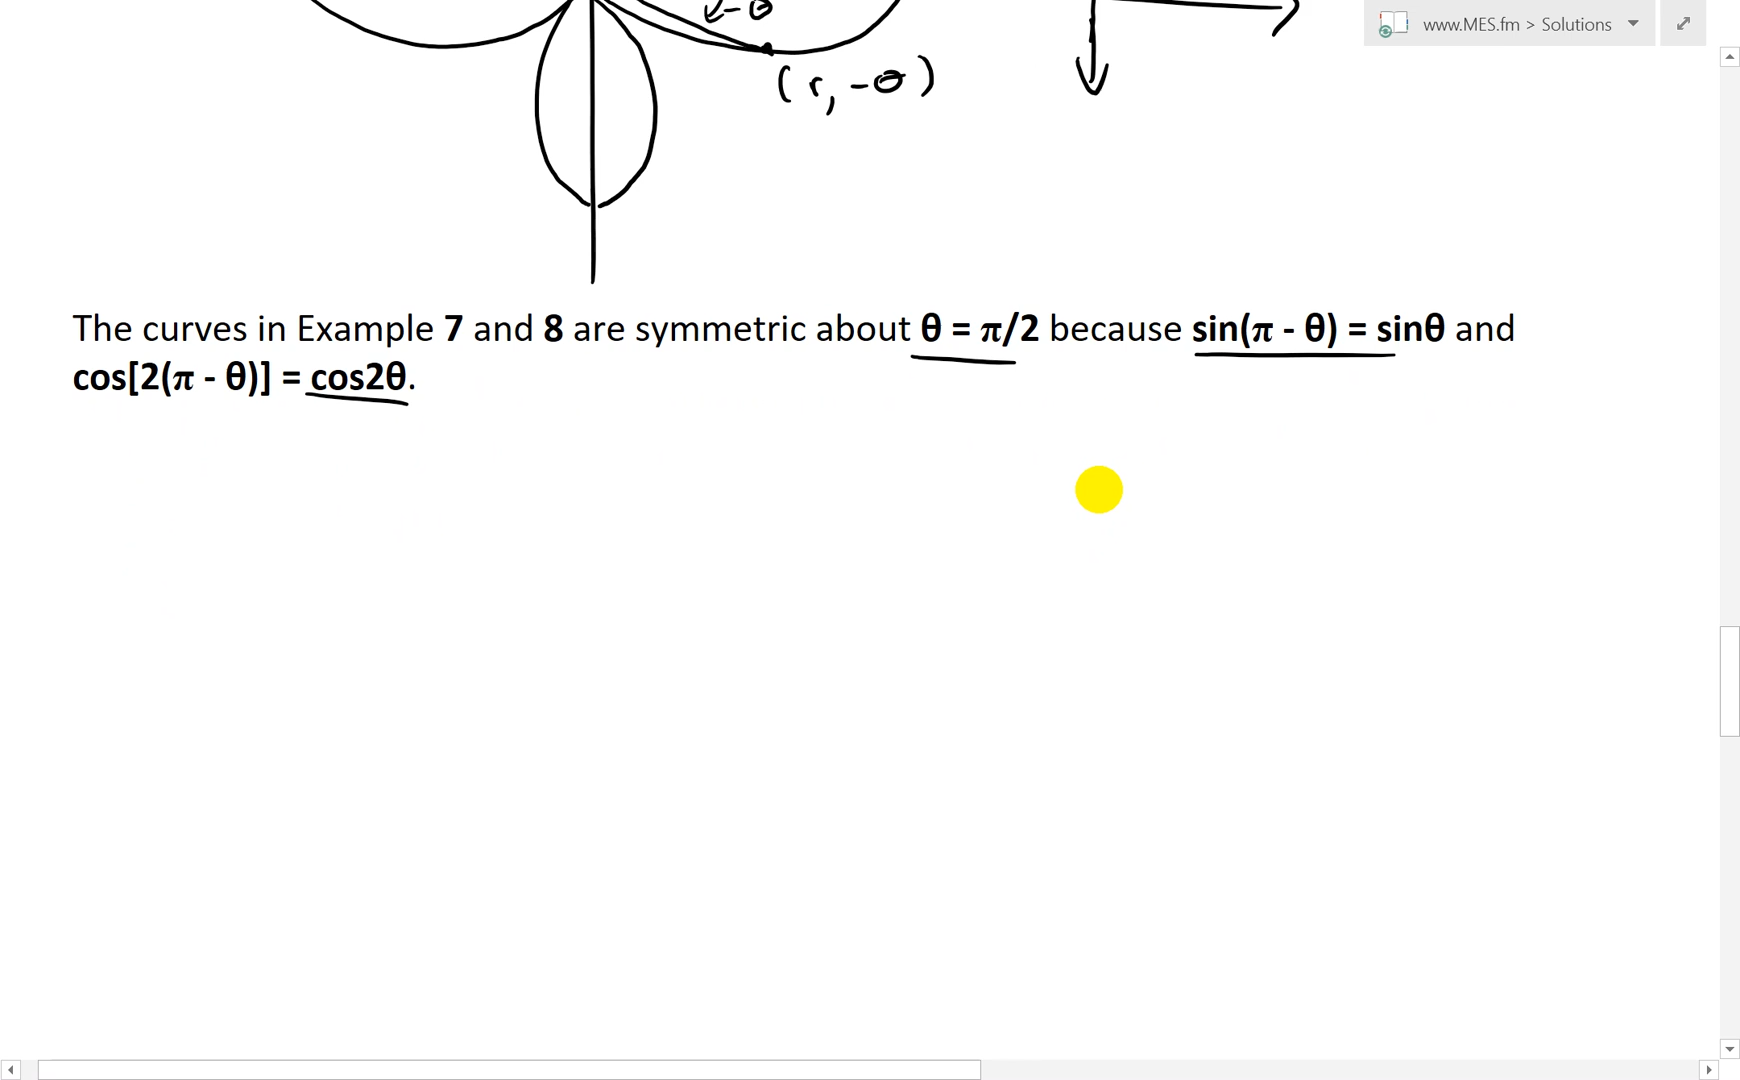 -θ
www.MES.fm > Solutions
(r, -θ)
The curves in Example 7 and 8 are symmetric about θ = π/2 because sin(π - θ) = sinθ and
cos[2(π - θ)] = cos2θ.